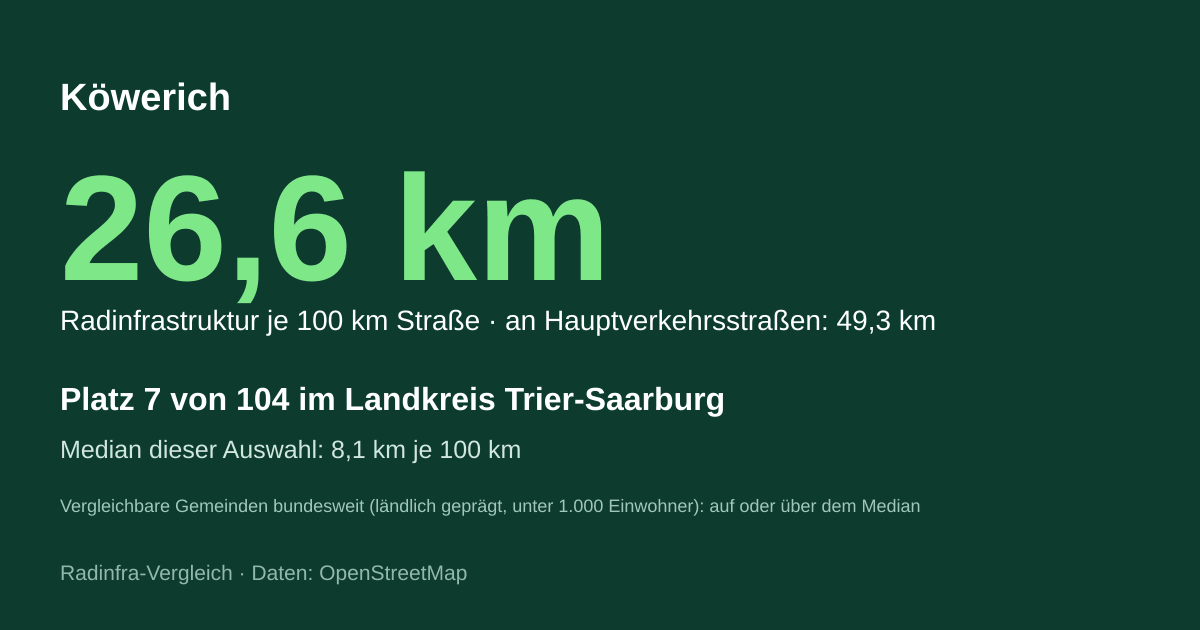 Köwerich
26,6 km
Radinfrastruktur je 100 km Straße · an Hauptverkehrsstraßen: 49,3 km
Platz 7 von 104 im Landkreis Trier-Saarburg
Median dieser Auswahl: 8,1 km je 100 km
Vergleichbare Gemeinden bundesweit (ländlich geprägt, unter 1.000 Einwohner): auf oder über dem Median
Radinfra-Vergleich · Daten: OpenStreetMap